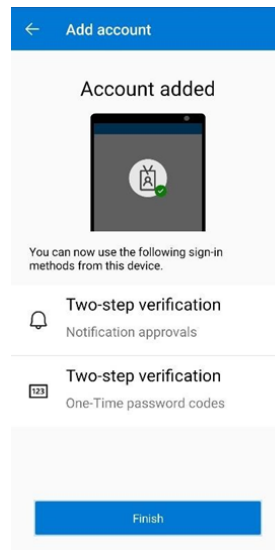 Add account
Account added
You can now use the following sign-in
methods from this device.
Two-step verification
Notification approvals
Two-step verification
123
One-Time password codes
Finish